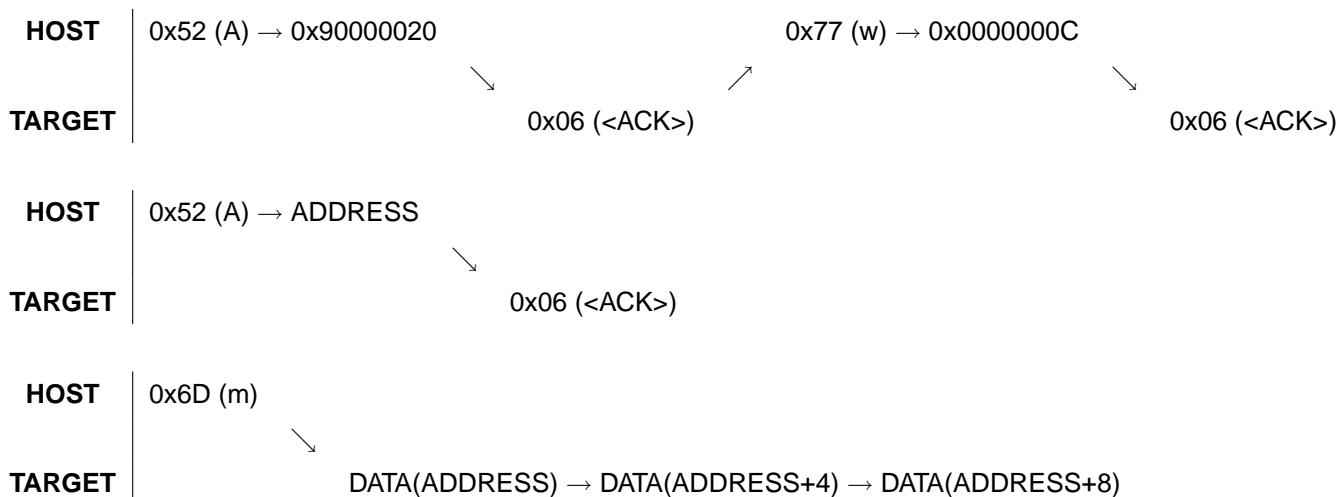 HOST 0x52 (A) → 0x90000020 0x77 (w) → 0x0000000C
↘ ↗ ↘
TARGET 0x06 (<ACK>) 0x06 (<ACK>)
HOST 0x52 (A) → ADDRESS
↘
TARGET 0x06 (<ACK>)
HOST 0x6D (m)
↘
TARGET DATA(ADDRESS) → DATA(ADDRESS+4) → DATA(ADDRESS+8)